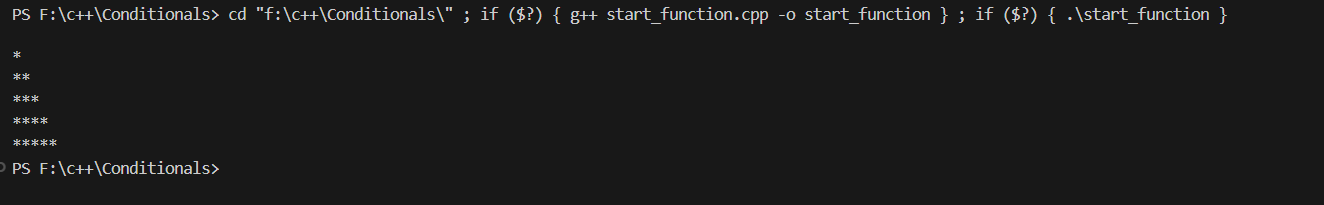 PS F:\c++\Conditionals> cd "f:\c++\Conditionals\" ; if ($?) { g++ start_function.cpp -o start_function } ; if ($?) { .\start_function }
*
**
***
****
*****
PS F:\c++\Conditionals>